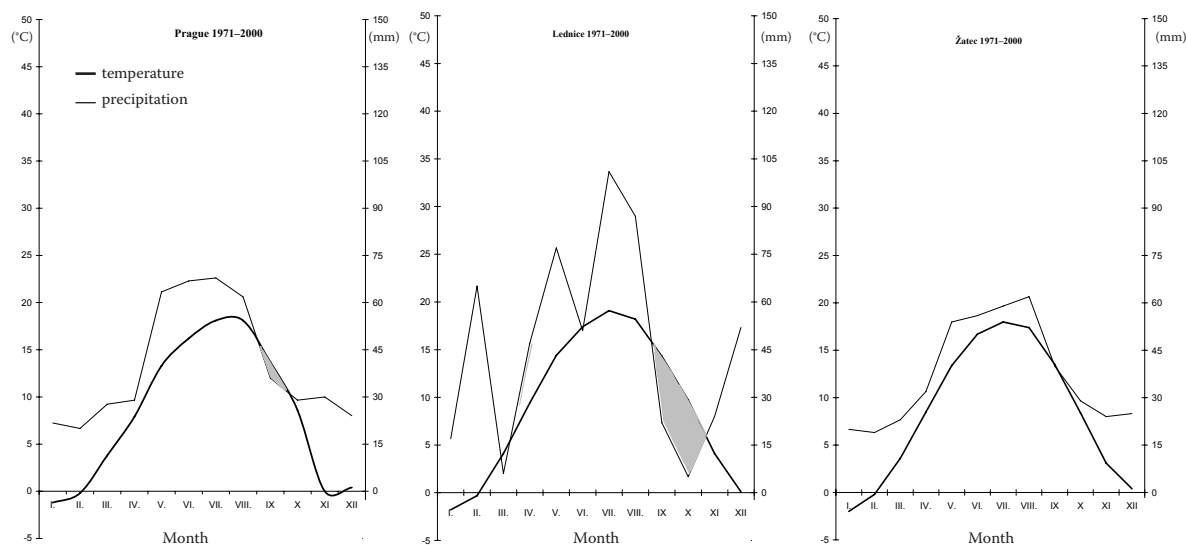 Prague 1971–2000
(°C)
(mm)
temperature
precipitation
50
45
40
35
30
25
20
15
10
5
0
-5
150
135
120
105
90
75
60
45
30
15
0
I.
II.
III.
IV.
V.
VI.
VII.
VIII.
IX
X
XI
XII
Month
Lednice 1971–2000
(°C)
(mm)
50
45
40
35
30
25
20
15
10
5
0
-5
150
135
120
105
90
75
60
45
30
15
0
I.
II.
III.
IV.
V.
VI.
VII.
VIII.
IX
X
XI
XII
Month
Žatec 1971–2000
(°C)
(mm)
50
45
40
35
30
25
20
15
10
5
0
-5
150
135
120
105
90
75
60
45
30
15
0
I.
II.
III.
IV.
V.
VI.
VII.
VIII.
IX
X
XI
XII
Month